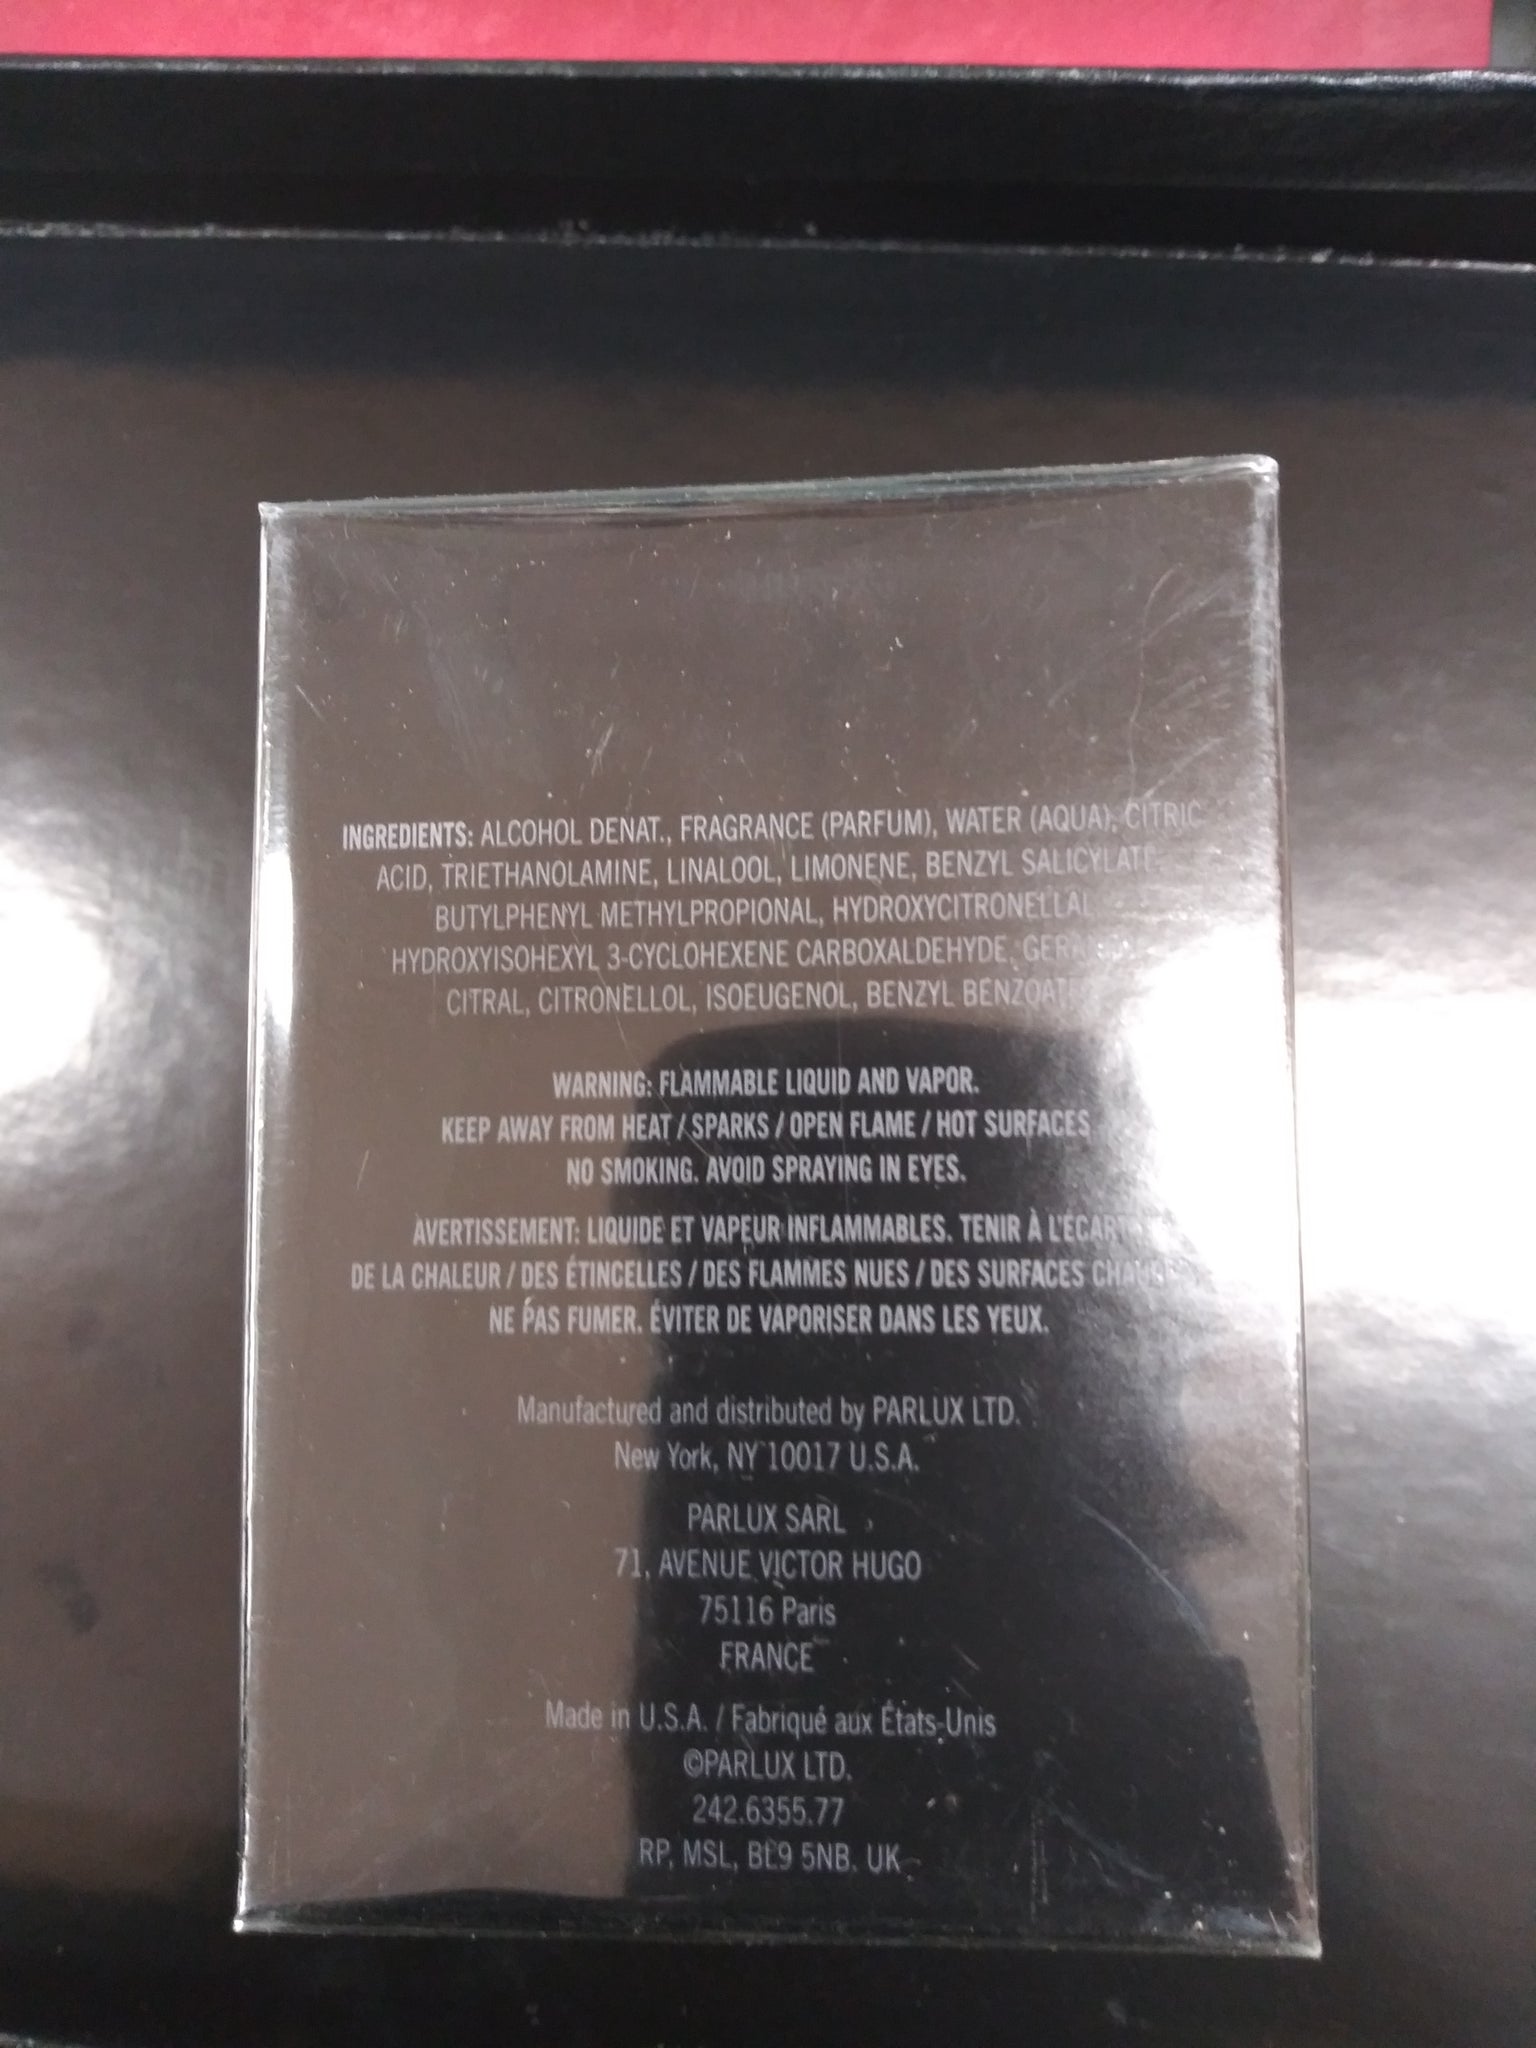 INGREDIENTS: ALCOHOL DENAT., FRAGRANCE (PARFUM), WATER (AQUA), CITRIC
ACID, TRIETHANOLAMINE, LINALOOL, LIMONENE, BENZYL SALICYLATE
BUTYLPHENYL METHYLPROPIONAL, HYDROXYCITRONELLAL
HYDROXYISOHEXYL 3-CYCLOHEXENE CARBOXALDEHYDE,
CITRAL, CITRONELLOL, ISOEUGENOL, BENZYL BENZOATE
WARNING: FLAMMABLE LIQUID AND VAPOR.
KEEP AWAY FROM HEAT / SPARKS / OPEN FLAME / HOT SURFACES
NO SMOKING. AVOID SPRAYING IN EYES.
AVERTISSEMENT: LIQUIDE ET VAPEUR INFLAMMABLES. TENIR À L'ÉCART
DE LA CHALEUR / DES ÉTINCELLES / DES FLAMMES NUES / DES SURFACES
NE PAS FUMER. ÉVITER DE VAPORISER DANS LES YEUX.
Manufactured and distributed by PARLUX LTD.
New York, NY 10017 U.S.A.
PARLUX SARL
71, AVENUE VICTOR HUGO
75116 Paris
FRANCE
Made in U.S.A. / Fabriqué aux États-Unis
©PARLUX LTD.
242.6355.77
RP, MSL, BL9 5NB. UK